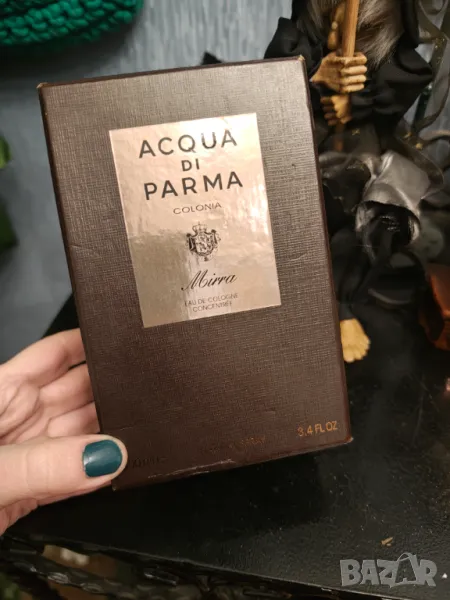 ACQUA
DI
PARMA
COLONIA
Mirra
EAU DE COLOGNE
CONCENTRÉE
3.4 FL OZ
BAZAR